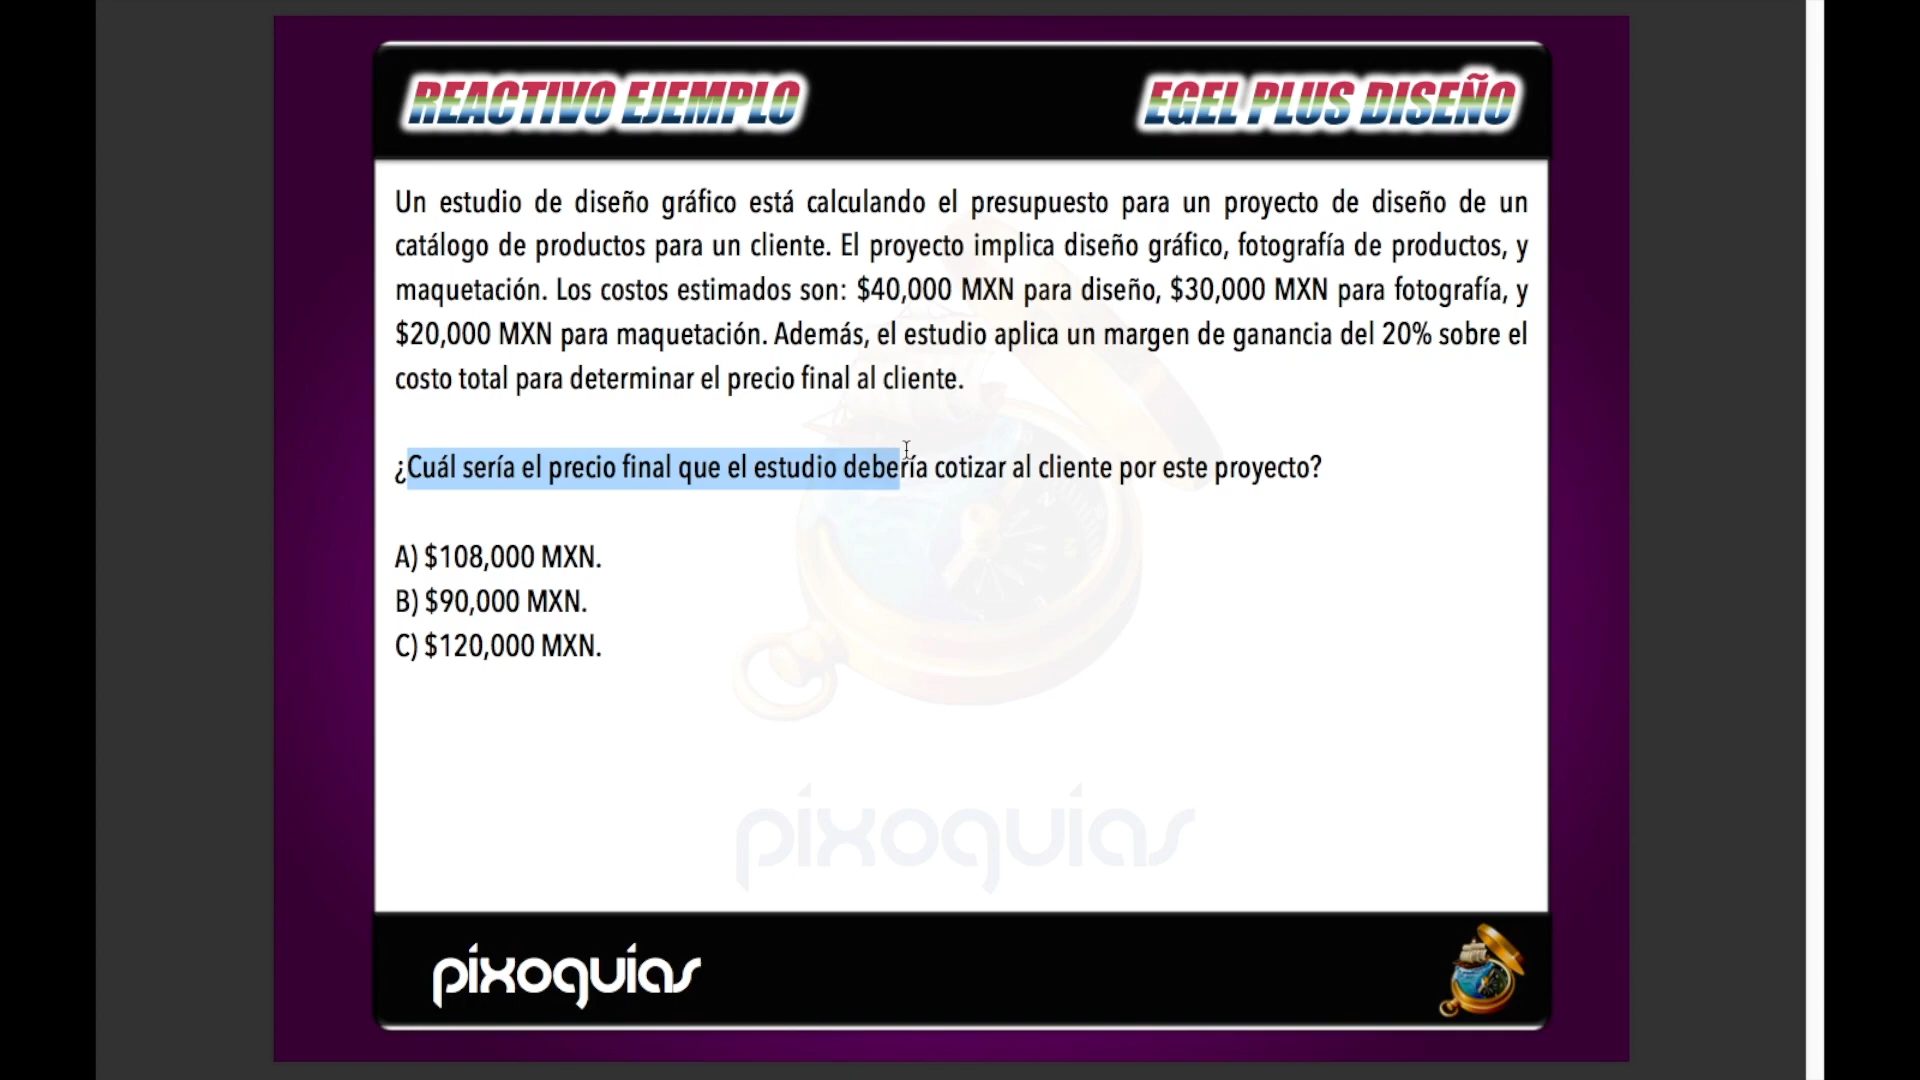 REACTIVO EJEMPLO
EGEL PLUS DISEÑO
Un estudio de diseño gráfico está calculando el presupuesto para un proyecto de diseño de un
catálogo de productos para un cliente. El proyecto implica diseño gráfico, fotografía de productos, y
maquetación. Los costos estimados son: $40,000 MXN para diseño, $30,000 MXN para fotografía, y
$20,000 MXN para maquetación. Además, el estudio aplica un margen de ganancia del 20% sobre el
costo total para determinar el precio final al cliente.
¿Cuál sería el precio final que el estudio debería cotizar al cliente por este proyecto?
A) $108,000 MXN.
B) $90,000 MXN.
C) $120,000 MXN.
pixoguías
pixoguías